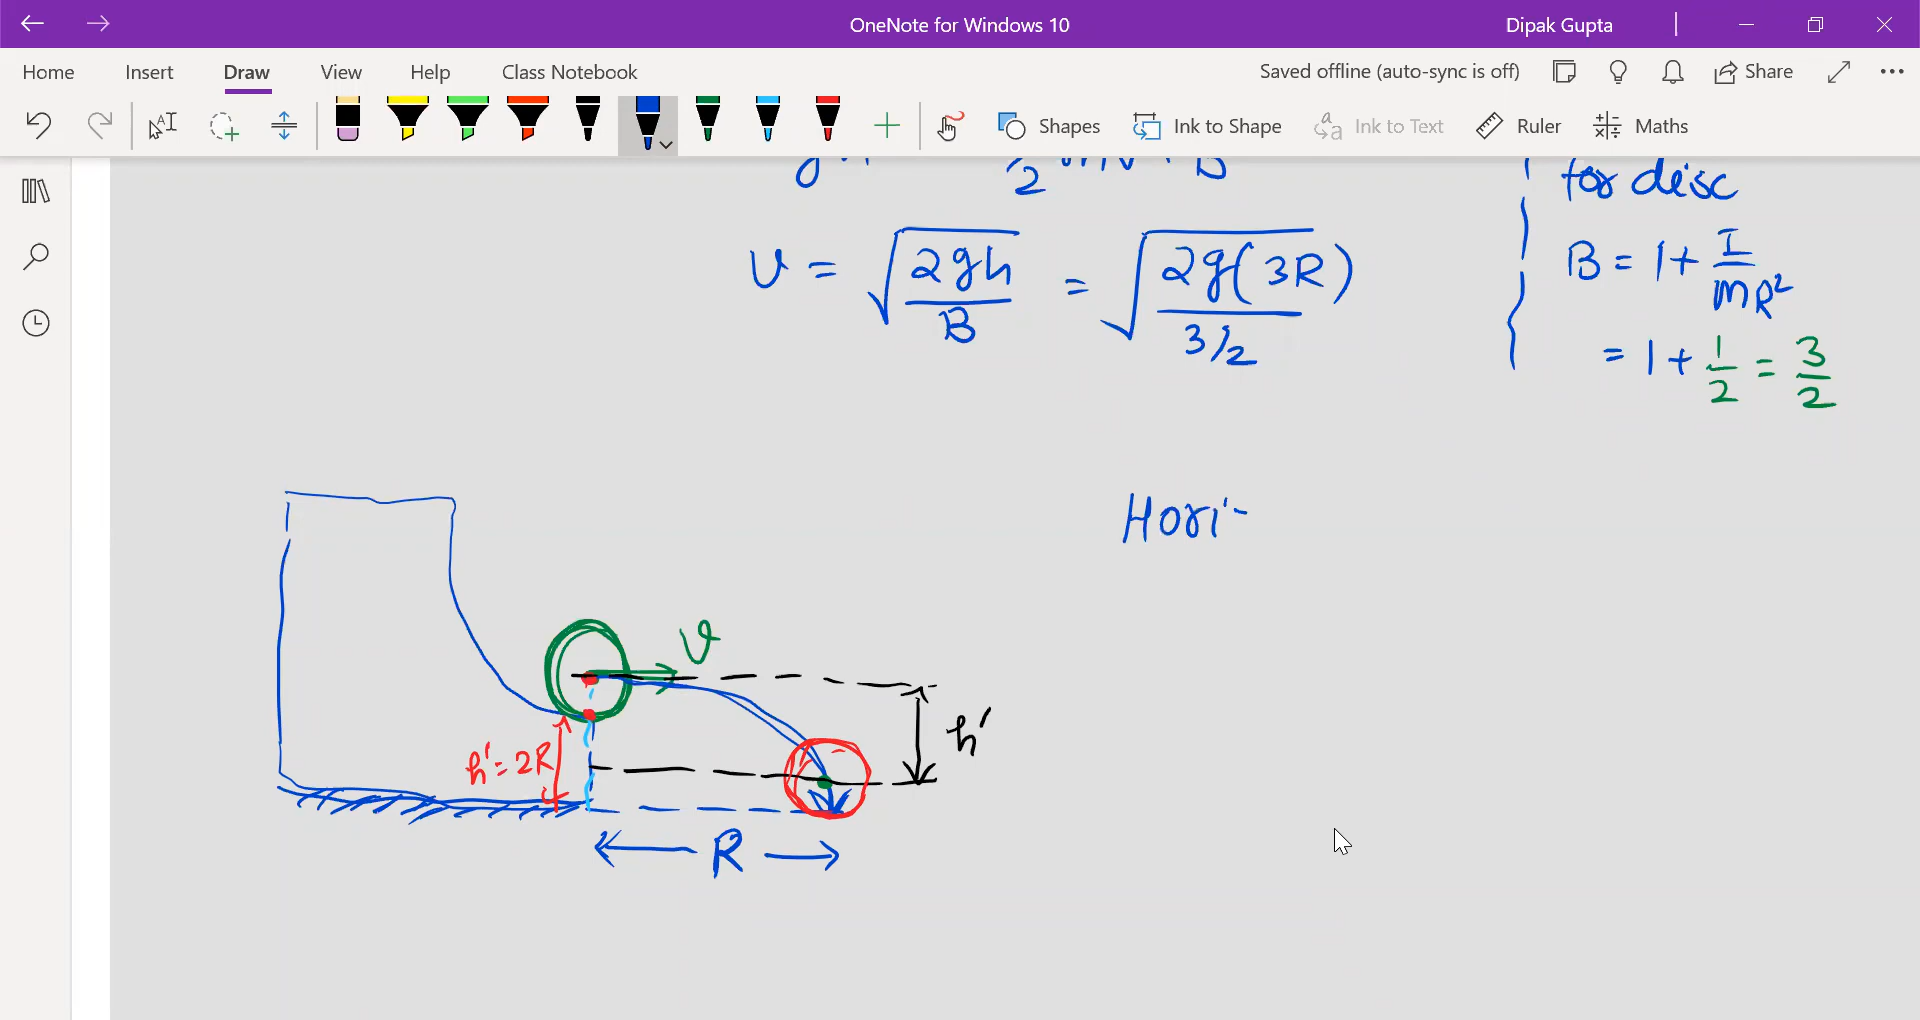 OneNote for Windows 10
Dipak Gupta
Home Insert Draw View Help Class Notebook
Saved offline (auto-sync is off) Share
Shapes Ink to Shape Ink to Text Ruler Maths
for disc
v = √(2gh/B) = √(2g(3R)/(3/2))
B = 1 + I/mR²
= 1 + 1/2 = 3/2
Hori-
v
h'
h' = 2R
R